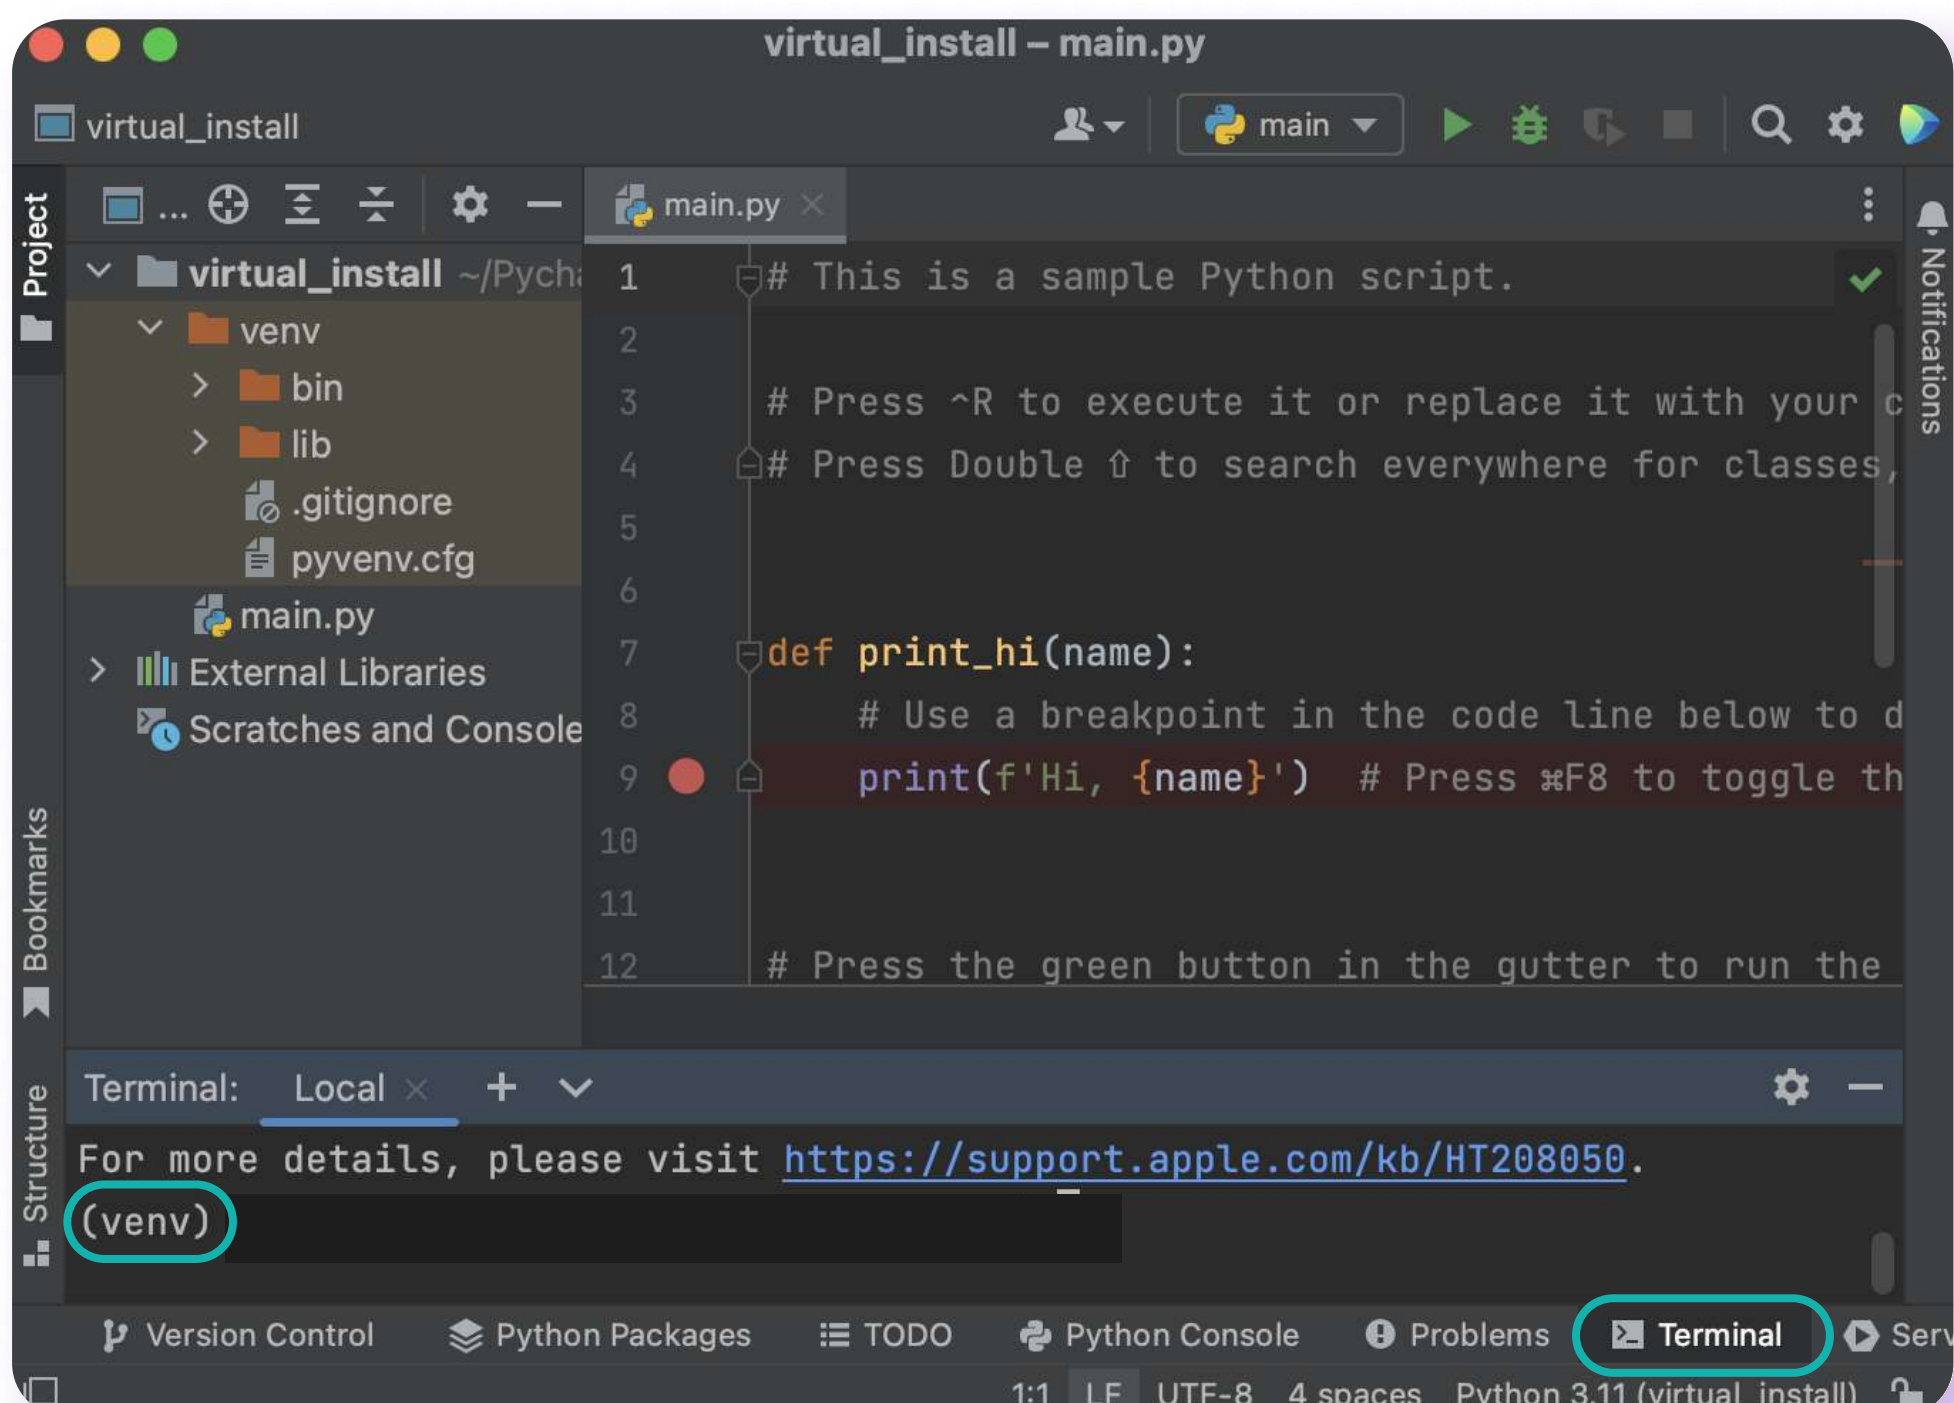 virtual_install – main.py
virtual_install
main
Project
...
main.py
virtual_install ~/Pych
venv
bin
lib
.gitignore
pyvenv.cfg
main.py
External Libraries
Scratches and Console
1 # This is a sample Python script.
2
3 # Press ^R to execute it or replace it with your c
4 # Press Double ⇧ to search everywhere for classes,
5
6
7 def print_hi(name):
8 # Use a breakpoint in the code line below to d
9 print(f'Hi, {name}') # Press ⌘F8 to toggle th
10
11
12 # Press the green button in the gutter to run the
Notifications
Bookmarks
Structure
Terminal: Local
For more details, please visit https://support.apple.com/kb/HT208050.
(venv)
Version Control Python Packages TODO Python Console Problems Terminal Serv
1:1 LF UTF-8 4 spaces Python 3.11 (virtual_install)